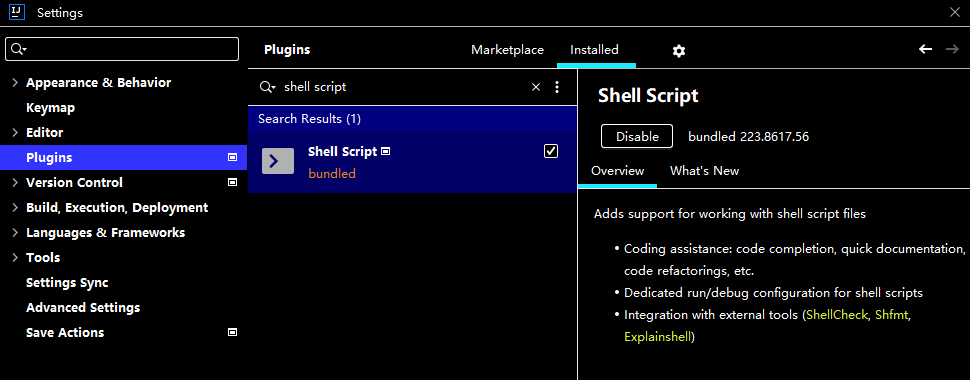 IJ Settings
Plugins Marketplace Installed
shell script
Appearance & Behavior
Keymap
Editor
Plugins
Version Control
Build, Execution, Deployment
Languages & Frameworks
Tools
Settings Sync
Advanced Settings
Save Actions
Search Results (1)
Shell Script
bundled
Shell Script
Disable bundled 223.8617.56
Overview What's New
Adds support for working with shell script files
• Coding assistance: code completion, quick documentation,
code refactorings, etc.
• Dedicated run/debug configuration for shell scripts
• Integration with external tools (ShellCheck, Shfmt,
Explainshell)